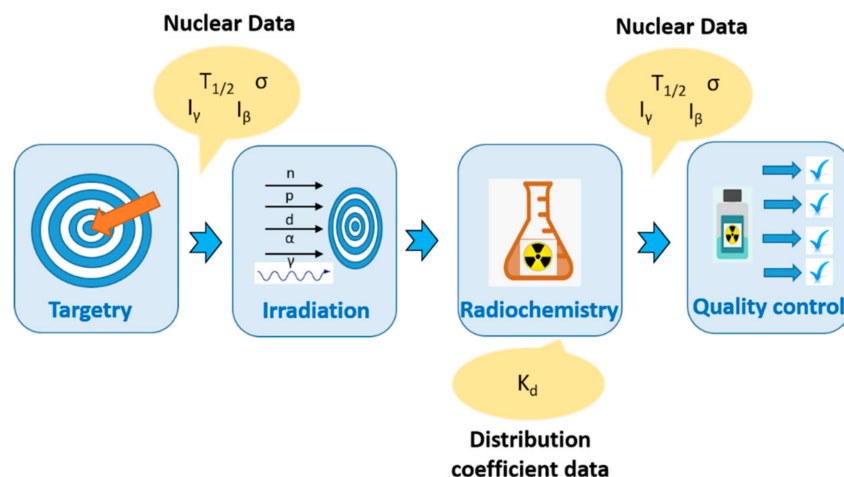 Nuclear Data
T1/2 σ
Iγ Iβ
Nuclear Data
T1/2 σ
Iγ Iβ
n
p
d
α
γ
Targetry
Irradiation
Radiochemistry
Quality control
Kd
Distribution
coefficient data